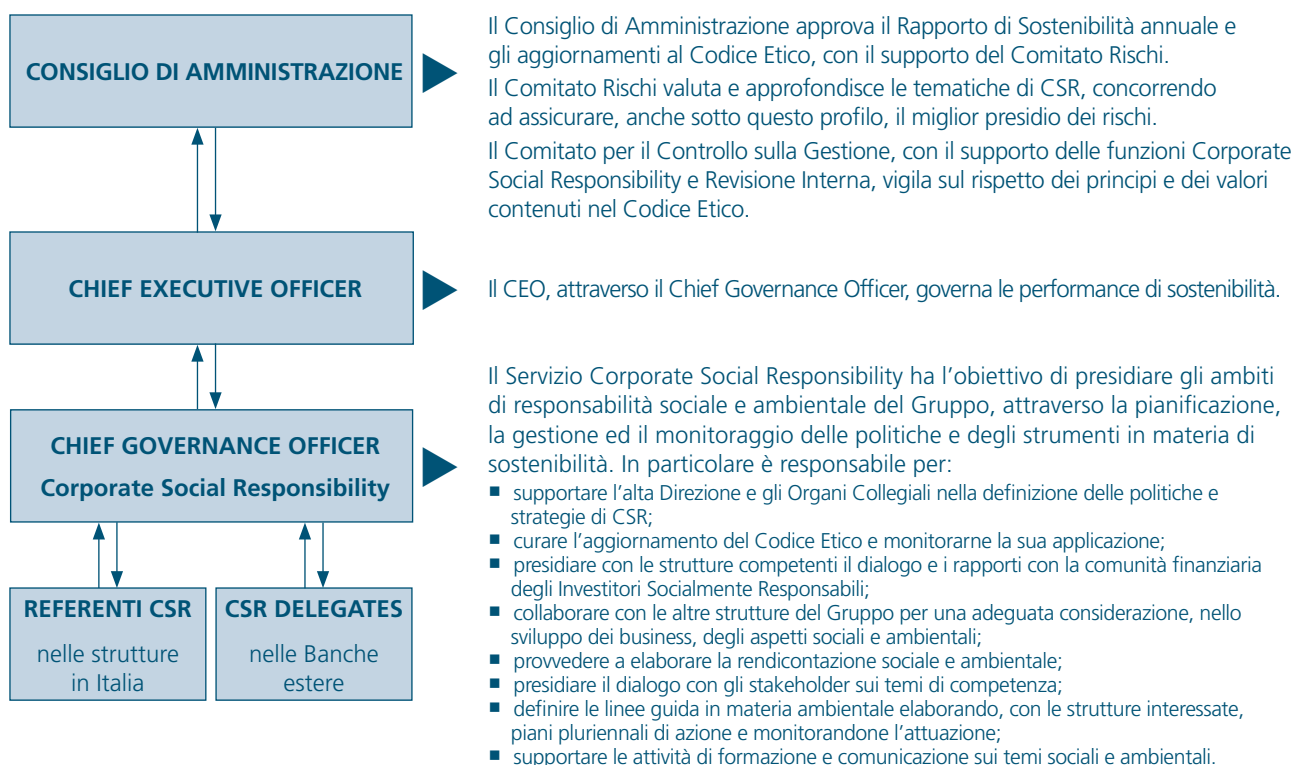 CONSIGLIO DI AMMINISTRAZIONE
Il Consiglio di Amministrazione approva il Rapporto di Sostenibilità annuale e
gli aggiornamenti al Codice Etico, con il supporto del Comitato Rischi.
Il Comitato Rischi valuta e approfondisce le tematiche di CSR, concorrendo
ad assicurare, anche sotto questo profilo, il miglior presidio dei rischi.
Il Comitato per il Controllo sulla Gestione, con il supporto delle funzioni Corporate
Social Responsibility e Revisione Interna, vigila sul rispetto dei principi e dei valori
contenuti nel Codice Etico.
CHIEF EXECUTIVE OFFICER
Il CEO, attraverso il Chief Governance Officer, governa le performance di sostenibilità.
CHIEF GOVERNANCE OFFICER
Corporate Social Responsibility
Il Servizio Corporate Social Responsibility ha l'obiettivo di presidiare gli ambiti
di responsabilità sociale e ambientale del Gruppo, attraverso la pianificazione,
la gestione ed il monitoraggio delle politiche e degli strumenti in materia di
sostenibilità. In particolare è responsabile per:
■ supportare l'alta Direzione e gli Organi Collegiali nella definizione delle politiche e
strategie di CSR;
■ curare l'aggiornamento del Codice Etico e monitorarne la sua applicazione;
■ presidiare con le strutture competenti il dialogo e i rapporti con la comunità finanziaria
degli Investitori Socialmente Responsabili;
■ collaborare con le altre strutture del Gruppo per una adeguata considerazione, nello
sviluppo dei business, degli aspetti sociali e ambientali;
■ provvedere a elaborare la rendicontazione sociale e ambientale;
■ presidiare il dialogo con gli stakeholder sui temi di competenza;
■ definire le linee guida in materia ambientale elaborando, con le strutture interessate,
piani pluriennali di azione e monitorandone l'attuazione;
■ supportare le attività di formazione e comunicazione sui temi sociali e ambientali.
REFERENTI CSR
nelle strutture
in Italia
CSR DELEGATES
nelle Banche
estere